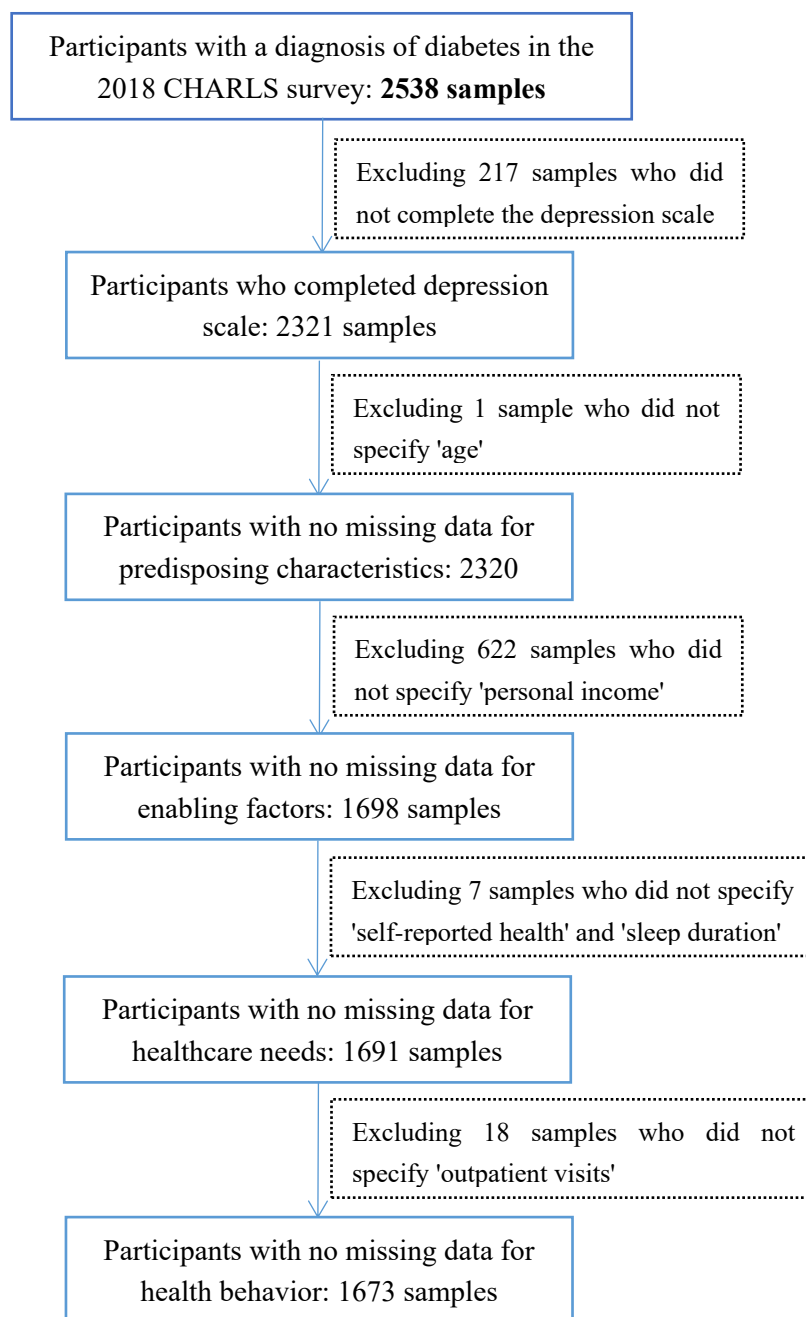 Participants with a diagnosis of diabetes in the
2018 CHARLS survey: 2538 samples
Excluding 217 samples who did
not complete the depression scale
Participants who completed depression
scale: 2321 samples
Excluding 1 sample who did not
specify 'age'
Participants with no missing data for
predisposing characteristics: 2320
Excluding 622 samples who did
not specify 'personal income'
Participants with no missing data for
enabling factors: 1698 samples
Excluding 7 samples who did not specify
'self-reported health' and 'sleep duration'
Participants with no missing data for
healthcare needs: 1691 samples
Excluding 18 samples who did not
specify 'outpatient visits'
Participants with no missing data for
health behavior: 1673 samples